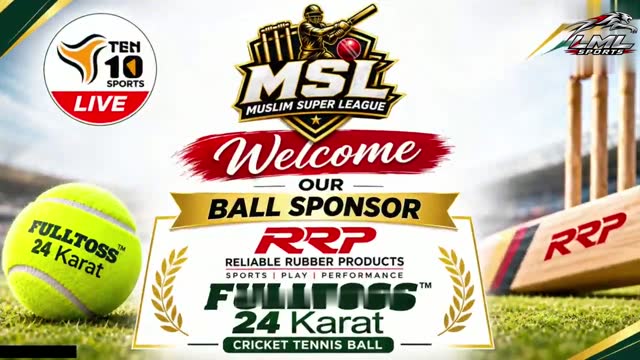 TEN
10
SPORTS
LIVE
MSL
MUSLIM SUPER LEAGUE
LML
SPORTS
Welcome
OUR
BALL SPONSOR
RRP
RELIABLE RUBBER PRODUCTS
SPORTS | PLAY | PERFORMANCE
FULLTOSS™
24 Karat
CRICKET TENNIS BALL
FULLTOSS™
24 Karat
RRP